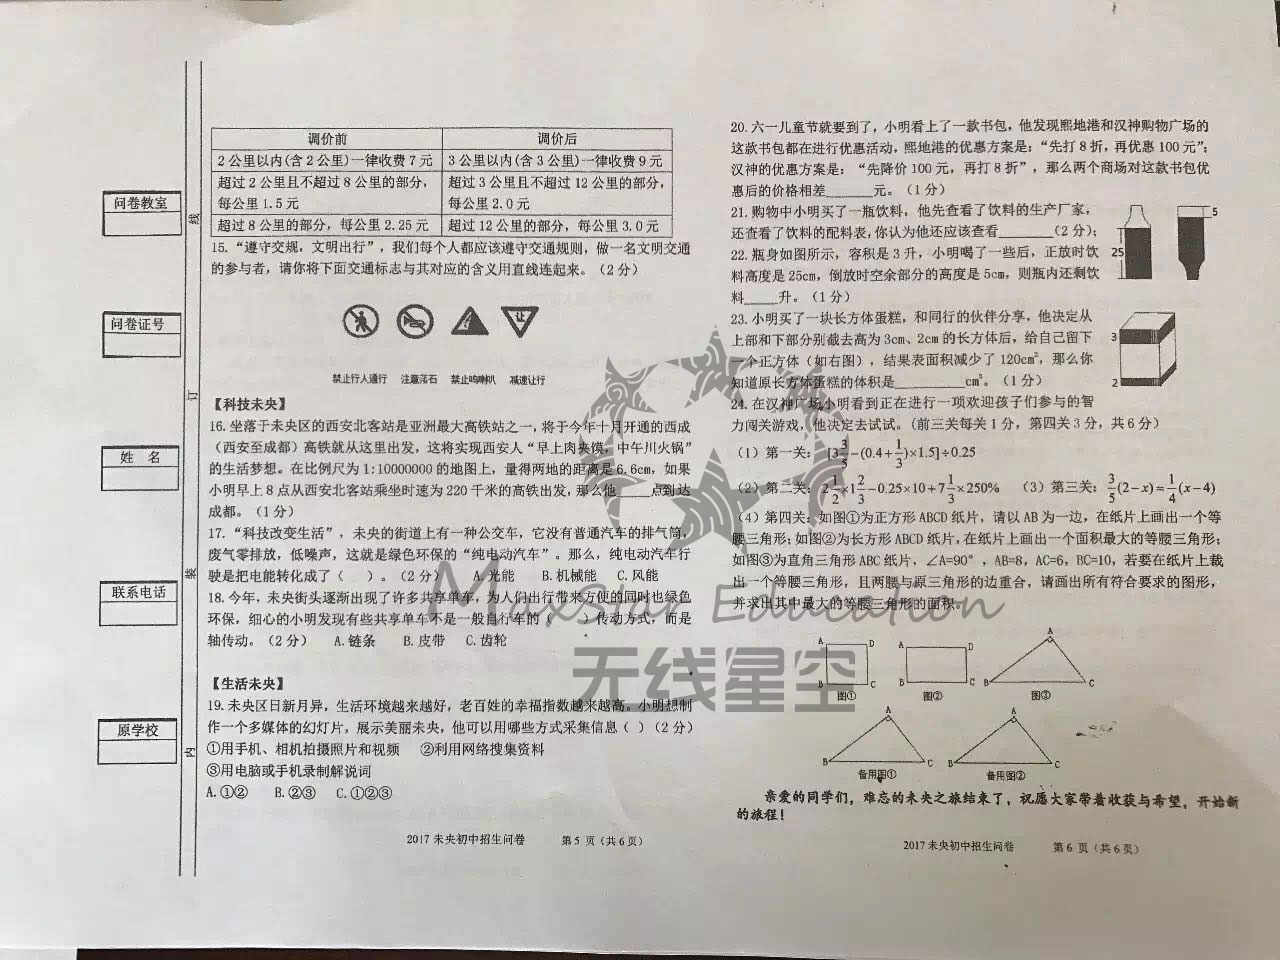 问卷教室
问卷证号
姓 名
联系电话
原学校
线
订
装
内
调价前 调价后
2公里以内(含2公里)一律收费7元 3公里以内(含3公里)一律收费9元
超过2公里且不超过8公里的部分，每公里1.5元 超过3公里且不超过12公里的部分，每公里2.0元
超过8公里的部分，每公里2.25元 超过12公里的部分，每公里3.0元
15.“遵守交规，文明出行”，我们每个人都应该遵守交通规则，做一名文明交通
的参与者，请你将下面交通标志与其对应的含义用直线连起来。（2分）
让
禁止行人通行 注意落石 禁止鸣喇叭 减速让行
【科技未央】
16.坐落于未央区的西安北客站是亚洲最大高铁站之一，将于今年十月开通的西成
（西安至成都）高铁就从这里出发，这将实现西安人“早上肉夹馍，中午川火锅”
的生活梦想。在比例尺为1:10000000的地图上，量得两地的距离是6.6cm，如果
小明早上8点从西安北客站乘坐时速为220千米的高铁出发，那么他____点到达
成都。（1分）
17.“科技改变生活”，未央的街道上有一种公交车，它没有普通汽车的排气筒，
废气零排放，低噪声，这就是绿色环保的“纯电动汽车”。那么，纯电动汽车行
驶是把电能转化成了（ ）。（2分） A.光能 B.机械能 C.风能
18.今年，未央街头逐渐出现了许多共享单车，为人们出行带来方便的同时也绿色
环保，细心的小明发现有些共享单车不是一般自行车的（ ）传动方式，而是
轴传动。（2分） A.链条 B.皮带 C.齿轮
【生活未央】
19.未央区日新月异，生活环境越来越好，老百姓的幸福指数越来越高。小明想制
作一个多媒体的幻灯片，展示美丽未央，他可以用哪些方式采集信息（ ）（2分）
①用手机、相机拍摄照片和视频 ②利用网络搜集资料
③用电脑或手机录制解说词
A.①② B.②③ C.①②③
2017未央初中招生问卷 第5页（共6页）
20.六一儿童节就要到了，小明看上了一款书包，他发现熙地港和汉神购物广场的
这款书包都在进行优惠活动，熙地港的优惠方案是：“先打8折，再优惠100元”；
汉神的优惠方案是：“先降价100元，再打8折”，那么两个商场对这款书包优
惠后的价格相差______元。（1分）
21.购物中小明买了一瓶饮料，他先查看了饮料的生产厂家，
还查看了饮料的配料表，你认为他还应该查看________（2分）；
22.瓶身如图所示，容积是3升，小明喝了一些后，正放时饮
料高度是25cm，倒放时空余部分的高度是5cm，则瓶内还剩饮
料____升。（1分）
25
5
23.小明买了一块长方体蛋糕，和同行的伙伴分享，他决定从
上部和下部分别截去高为3cm、2cm的长方体后，给自己留下
一个正方体（如右图），结果表面积减少了120cm²，那么你
知道原长方体蛋糕的体积是__________cm³。（1分）
3
2
24.在汉神广场小明看到正在进行一项欢迎孩子们参与的智
力闯关游戏，他决定去试试。（前三关每关1分，第四关3分，共6分）
（1）第一关：[3 3/5-(0.4+1/3)×1.5]÷0.25
（2）第二关：2 1/2×1 2/3-0.25×10+7 1/3×250% （3）第三关：3/5(2-x)=1/4(x-4)
（4）第四关：如图①为正方形ABCD纸片，请以AB为一边，在纸片上画出一个等
腰三角形；如图②为长方形ABCD纸片，在纸片上画出一个面积最大的等腰三角形；
如图③为直角三角形ABC纸片，∠A=90°，AB=8，AC=6，BC=10，若要在纸片上裁
出一个等腰三角形，且两腰与原三角形的边重合，请画出所有符合要求的图形，
并求出其中最大的等腰三角形的面积。
A D B C 图①
A D B C 图②
A B C 图③
A B C 备用图①
A B C 备用图②
亲爱的同学们，难忘的未央之旅结束了，祝愿大家带着收获与希望，开始新
的旅程！
2017未央初中招生问卷 第6页（共6页）
MaxStar Education
无线星空